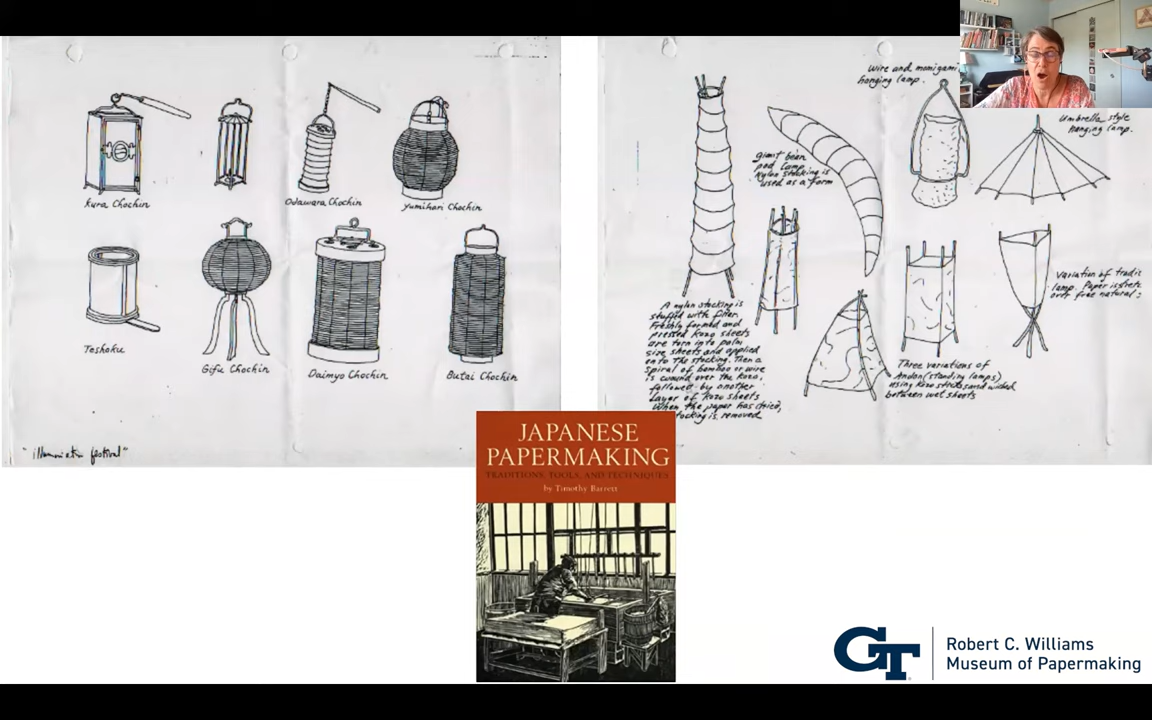 Kura Chochin
Odawara Chochin
Yumihari Chochin
Teshoku
Gifu Chochin
Daimyo Chochin
Butai Chochin
"illumination festival"
Wire and momigami
hanging lamp.
Umbrella style
hanging lamp.
Giant bean
pod lamp
Nylon stocking is
used as a form
A nylon stocking is
stuffed with
Freshly formed and
pressed kozo sheets
are torn into palm
size sheets and applied
onto the stocking. Then a
spiral of bamboo or wire
is wound over the kozo,
followed by another
layer of kozo sheets
When the paper has dried,
stocking is removed
Three variations of
Andon (standing lamps)
using kozo sticks sandwiched
between wet sheets
Variation of tradi
lamp. Paper is
over tree natural
JAPANESE
PAPERMAKING
TRADITIONS, TOOLS, AND TECHNIQUES
by Timothy Barrett
GT
Robert C. Williams
Museum of Papermaking